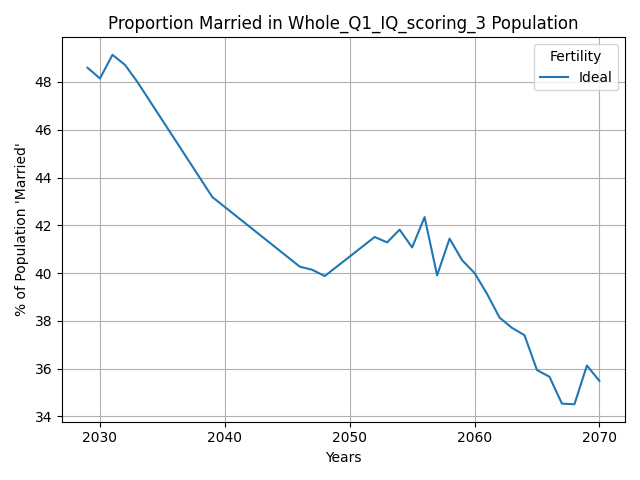 Proportion Married in Whole_Q1_IQ_scoring_3 Population
Fertility
Ideal
% of Population 'Married'
48
46
44
42
40
38
36
34
2030 2040 2050 2060 2070
Years